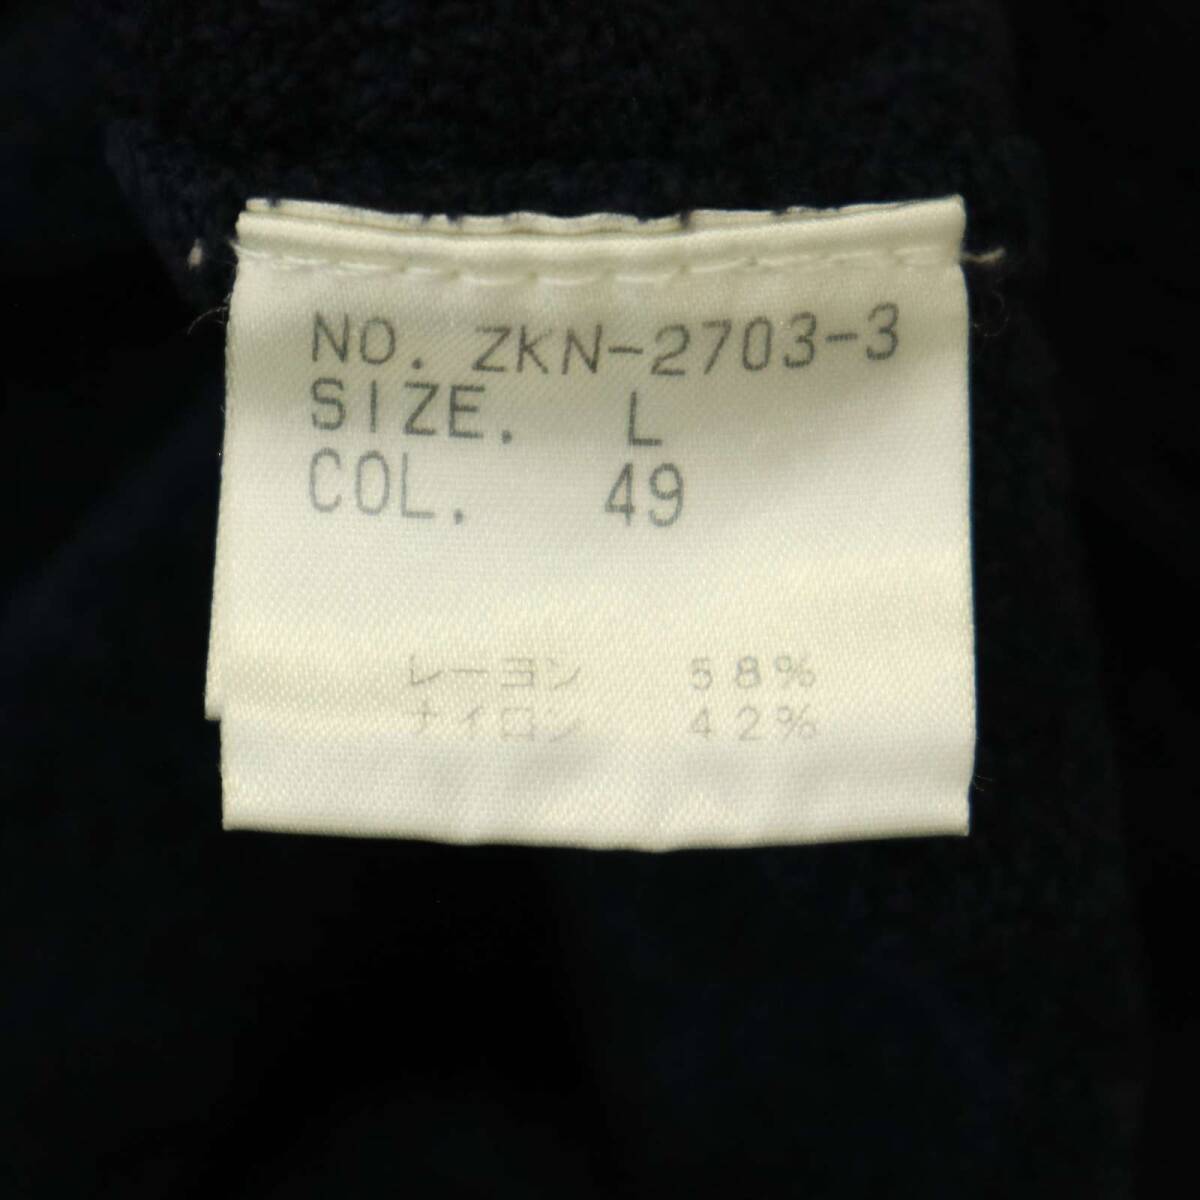 NO. ZKN-2703-3
SIZE. L
COL. 49
レーヨン 58%
ナイロン 42%